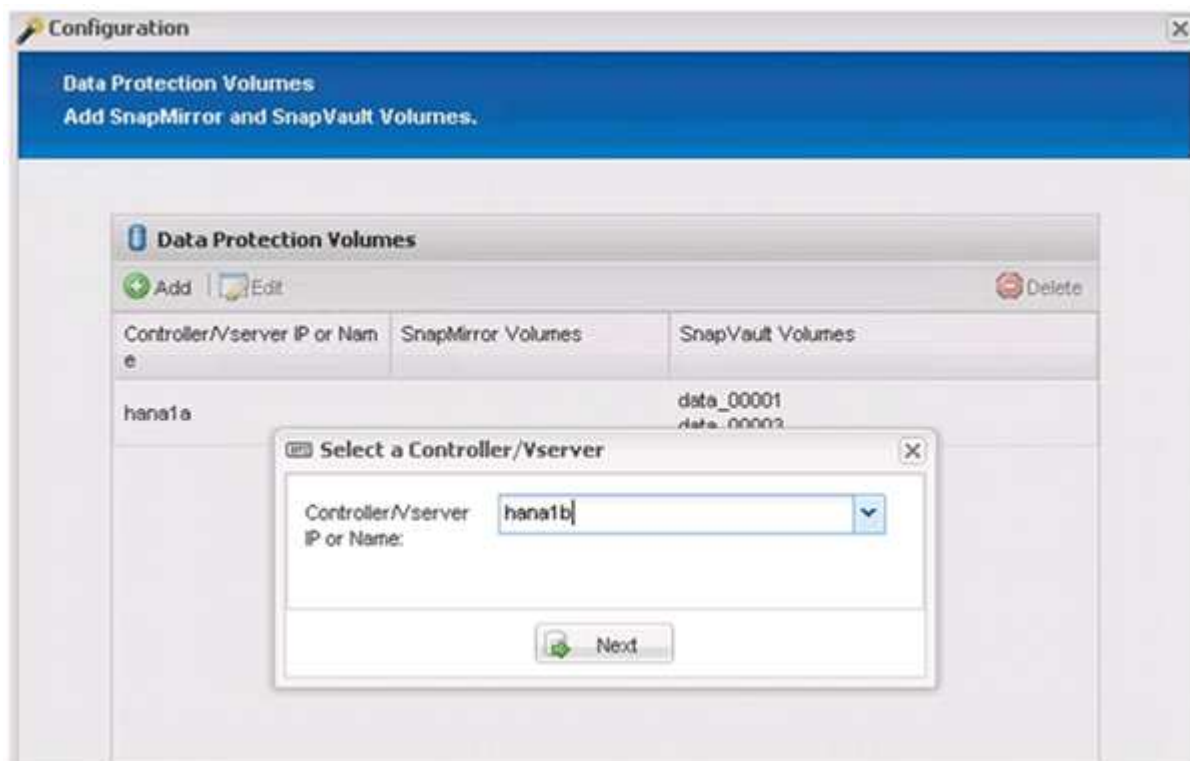 Configuration
Data Protection Volumes
Add SnapMirror and SnapVault Volumes.
Data Protection Volumes
Add Edit Delete
Controller/Vserver IP or Nam
e
SnapMirror Volumes
SnapVault Volumes
hana1a
data_00001
data_00003
Select a Controller/Vserver
Controller/Vserver
IP or Name:
hana1b
Next